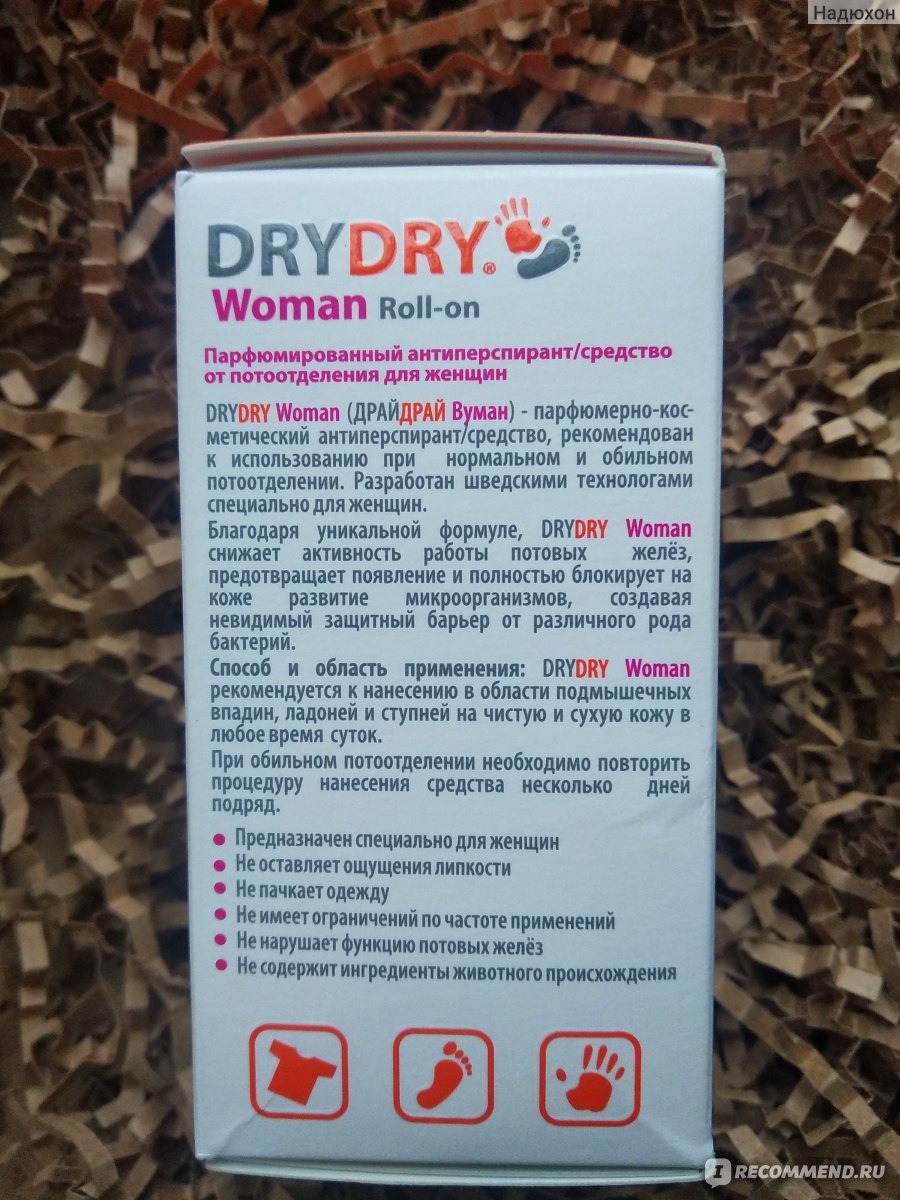 Надюхон
DRYDRY®
Woman Roll-on
Парфюмированный антиперспирант/средство
от потоотделения для женщин
DRYDRY Woman (ДРАЙДРАЙ Вуман) - парфюмерно-кос-
метический антиперспирант/средство, рекомендован
к использованию при нормальном и обильном
потоотделении. Разработан шведскими технологами
специально для женщин.
Благодаря уникальной формуле, DRYDRY Woman
снижает активность работы потовых желёз,
предотвращает появление и полностью блокирует на
коже развитие микроорганизмов, создавая
невидимый защитный барьер от различного рода
бактерий.
Способ и область применения: DRYDRY Woman
рекомендуется к нанесению в области подмышечных
впадин, ладоней и ступней на чистую и сухую кожу в
любое время суток.
При обильном потоотделении необходимо повторить
процедуру нанесения средства несколько дней
подряд.
• Предназначен специально для женщин
• Не оставляет ощущения липкости
• Не пачкает одежду
• Не имеет ограничений по частоте применений
• Не нарушает функцию потовых желёз
• Не содержит ингредиенты животного происхождения
I RECOMMEND.RU